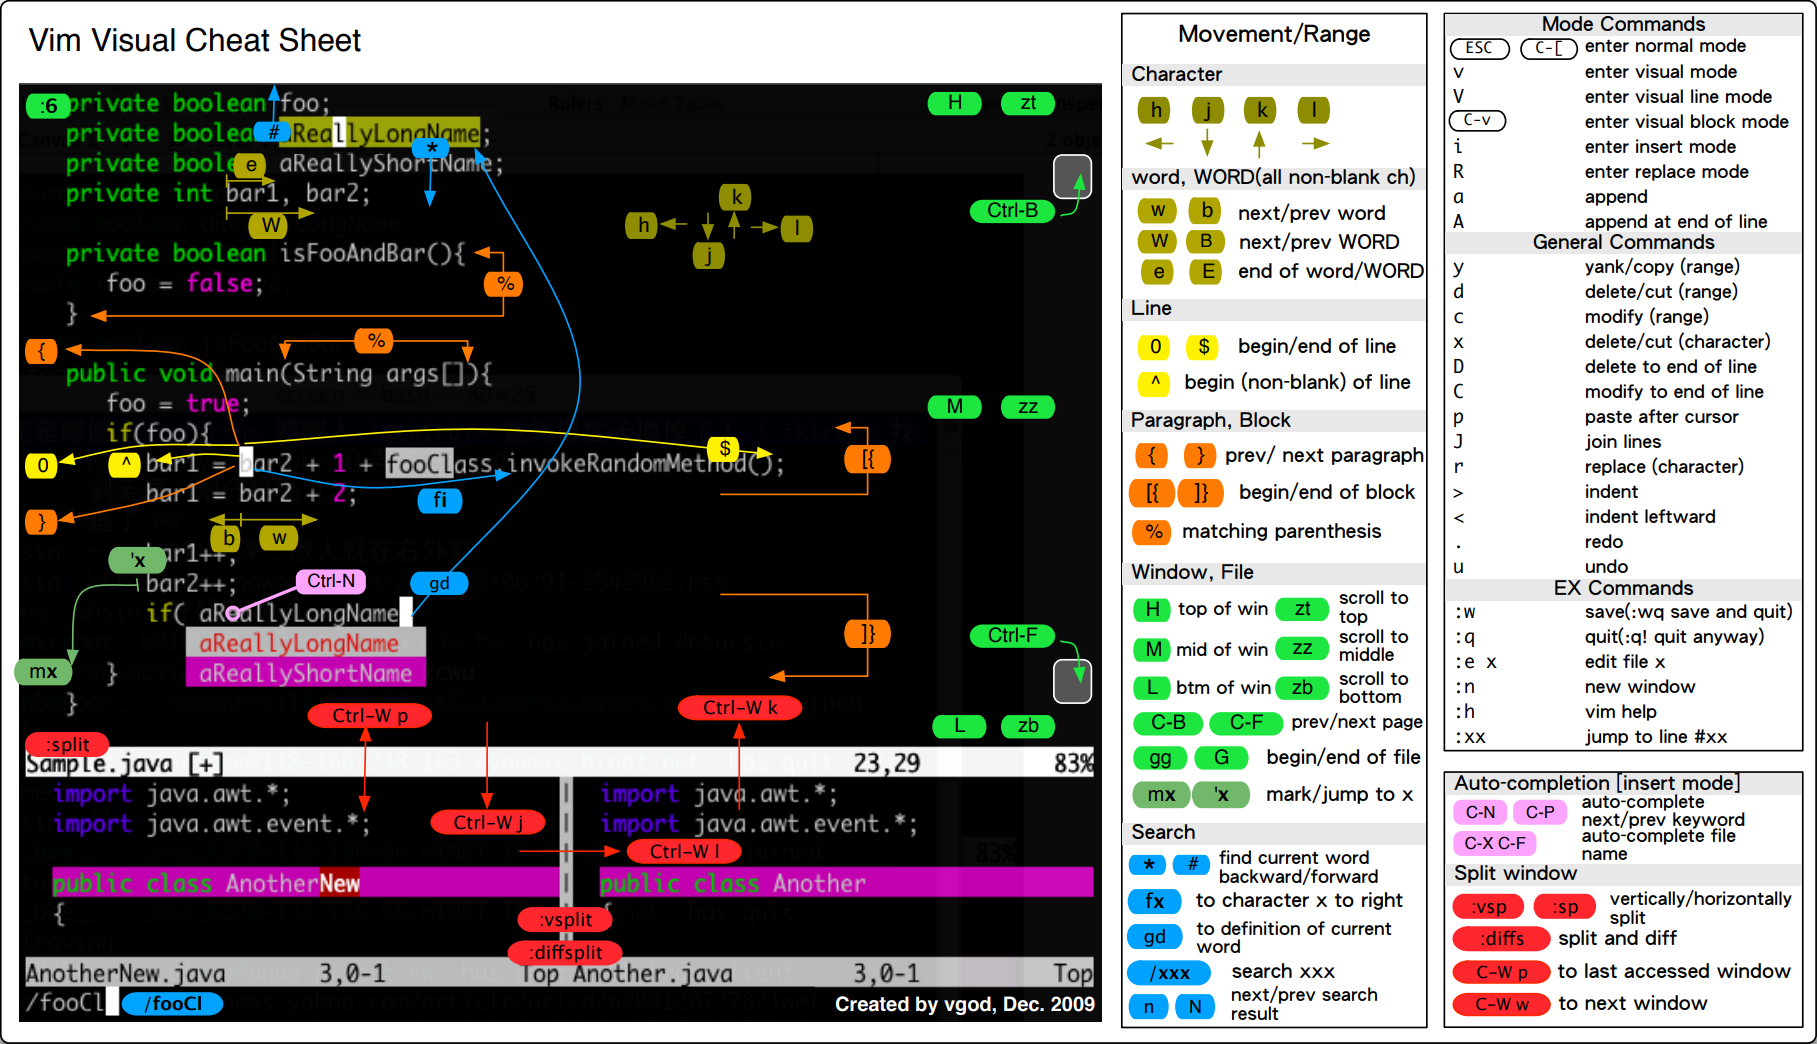 Vim Visual Cheat Sheet
:6 private boolean foo;
private boolea # aReallyLongName;
*
private boole e aReallyShortName;
private int bar1, bar2;
W
private boolean isFooAndBar(){
foo = false;
%
}
{
%
public void main(String args[]){
foo = true;
if(foo){
0 ^ bar1 = bar2 + 1 + fooClass.invokeRandomMethod();
$
[{
bar1 = bar2 + 2;
fi
}
b w
'x bar1++;
bar2++;
Ctrl-N
gd
if( aReallyLongName
aReallyLongName
aReallyShortName
mx }
}
]}
H zt
Ctrl-B
k
h l
j
M zz
Ctrl-F
L zb
Ctrl-W p
Ctrl-W k
:split
Sample.java [+] 23,29 83%
import java.awt.*; import java.awt.*;
import java.awt.event.*; import java.awt.event.*;
Ctrl-W j
Ctrl-W l
public class AnotherNew public class Another
{ {
:vsplit
:diffsplit
AnotherNew.java 3,0-1 Top Another.java 3,0-1 Top
/fooCl /fooCl
Created by vgod, Dec. 2009
Movement/Range
Character
h j k l
word, WORD(all non-blank ch)
w b next/prev word
W B next/prev WORD
e E end of word/WORD
Line
0 $ begin/end of line
^ begin (non-blank) of line
Paragraph, Block
{ } prev/ next paragraph
[{ ]} begin/end of block
% matching parenthesis
Window, File
H top of win zt scroll to
top
M mid of win zz scroll to
middle
L btm of win zb scroll to
bottom
C-B C-F prev/next page
gg G begin/end of file
mx 'x mark/jump to x
Search
* # find current word
backward/forward
fx to character x to right
gd to definition of current
word
/xxx search xxx
n N next/prev search
result
Mode Commands
ESC C-[ enter normal mode
v enter visual mode
V enter visual line mode
C-v enter visual block mode
i enter insert mode
R enter replace mode
a append
A append at end of line
General Commands
y yank/copy (range)
d delete/cut (range)
c modify (range)
x delete/cut (character)
D delete to end of line
C modify to end of line
p paste after cursor
J join lines
r replace (character)
> indent
< indent leftward
. redo
u undo
EX Commands
:w save(:wq save and quit)
:q quit(:q! quit anyway)
:e x edit file x
:n new window
:h vim help
:xx jump to line #xx
Auto-completion [insert mode]
C-N C-P auto-complete
next/prev keyword
C-X C-F auto-complete file
name
Split window
:vsp :sp vertically/horizontally
split
:diffs split and diff
C-W p to last accessed window
C-W w to next window